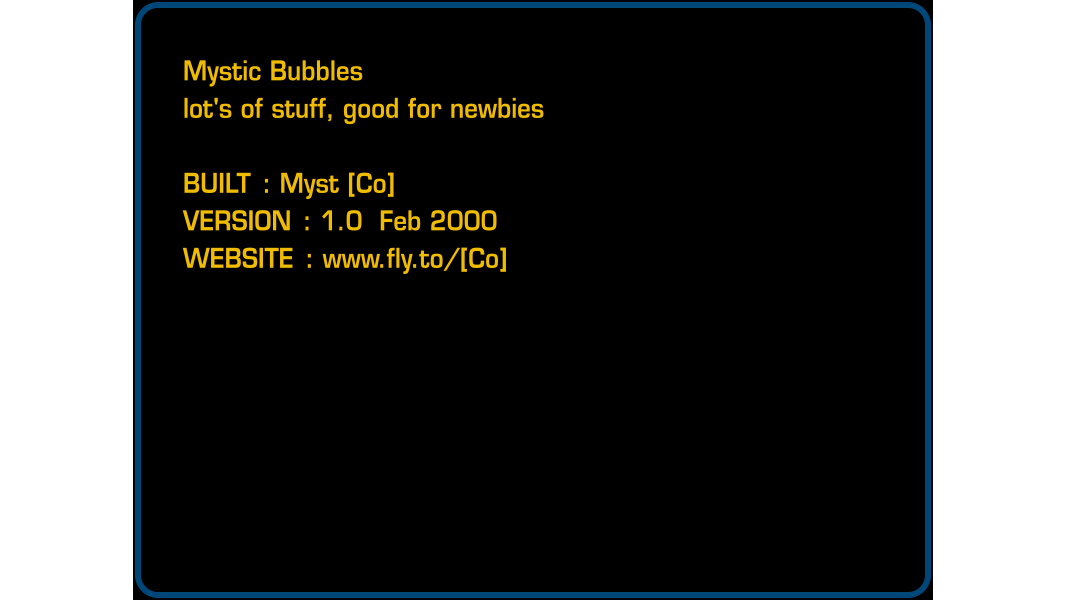 Mystic Bubbles
lot's of stuff, good for newbies
BUILT : Myst [Co]
VERSION : 1.0 Feb 2000
WEBSITE : www.fly.to/[Co]